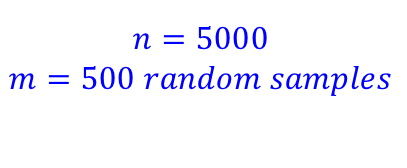 n = 5000
m = 500 random samples